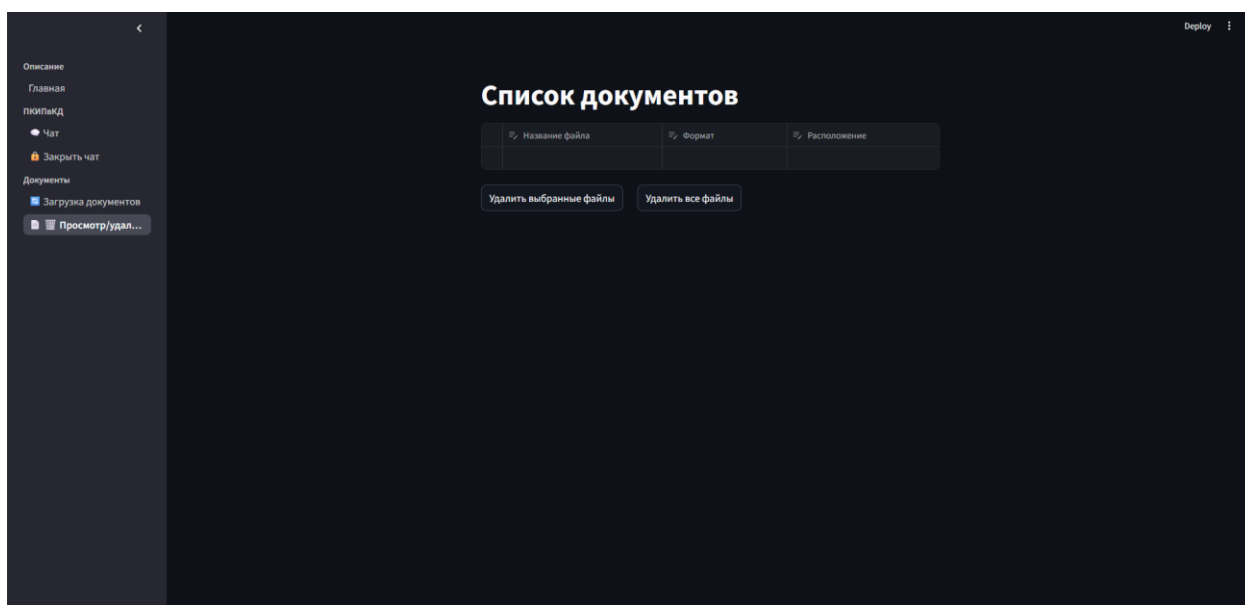 Deploy
Описание
Главная
ПКИПвКД
Чат
Закрыть чат
Документы
Загрузка документов
Просмотр/удал...
Список документов
Название файла Формат Расположение
Удалить выбранные файлы Удалить все файлы